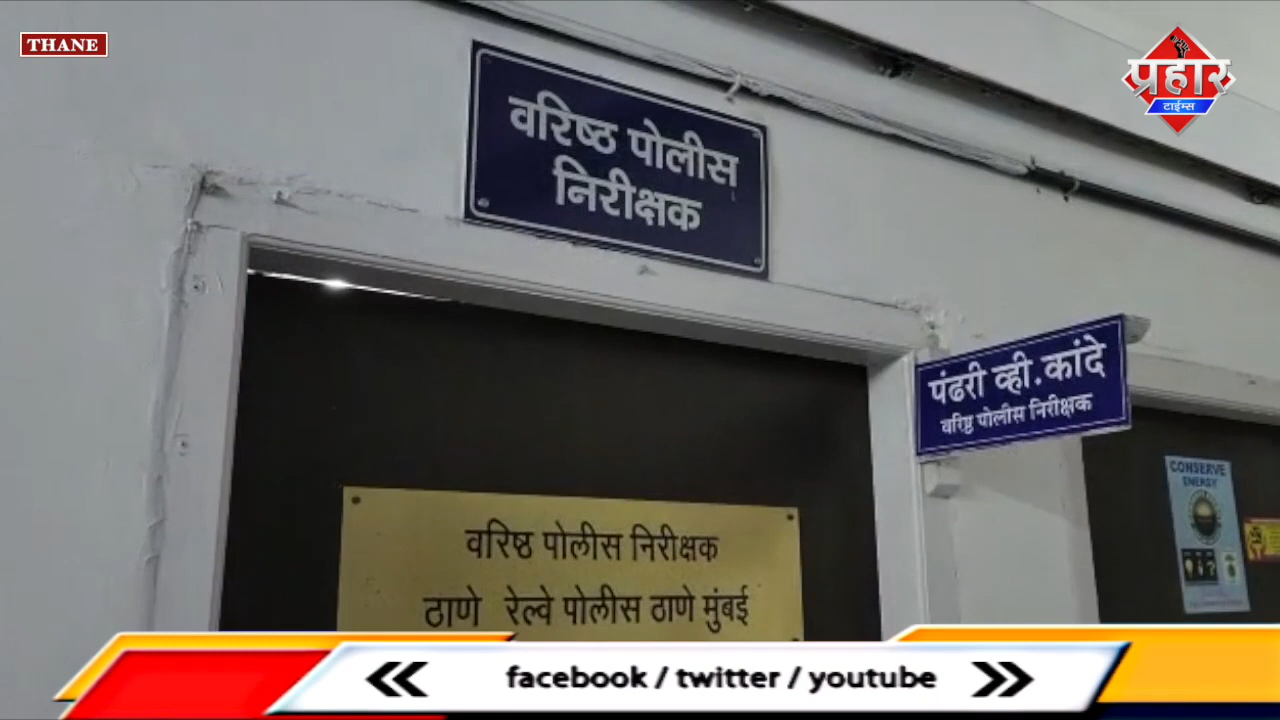 THANE
प्रहार
टाईम्स
वरिष्ठ पोलीस
निरीक्षक
पंढरी व्ही. कांदे
वरिष्ठ पोलीस निरीक्षक
CONSERVE
ENERGY
वरिष्ठ पोलीस निरीक्षक
ठाणे रेल्वे पोलीस ठाणे मुंबई
facebook / twitter / youtube